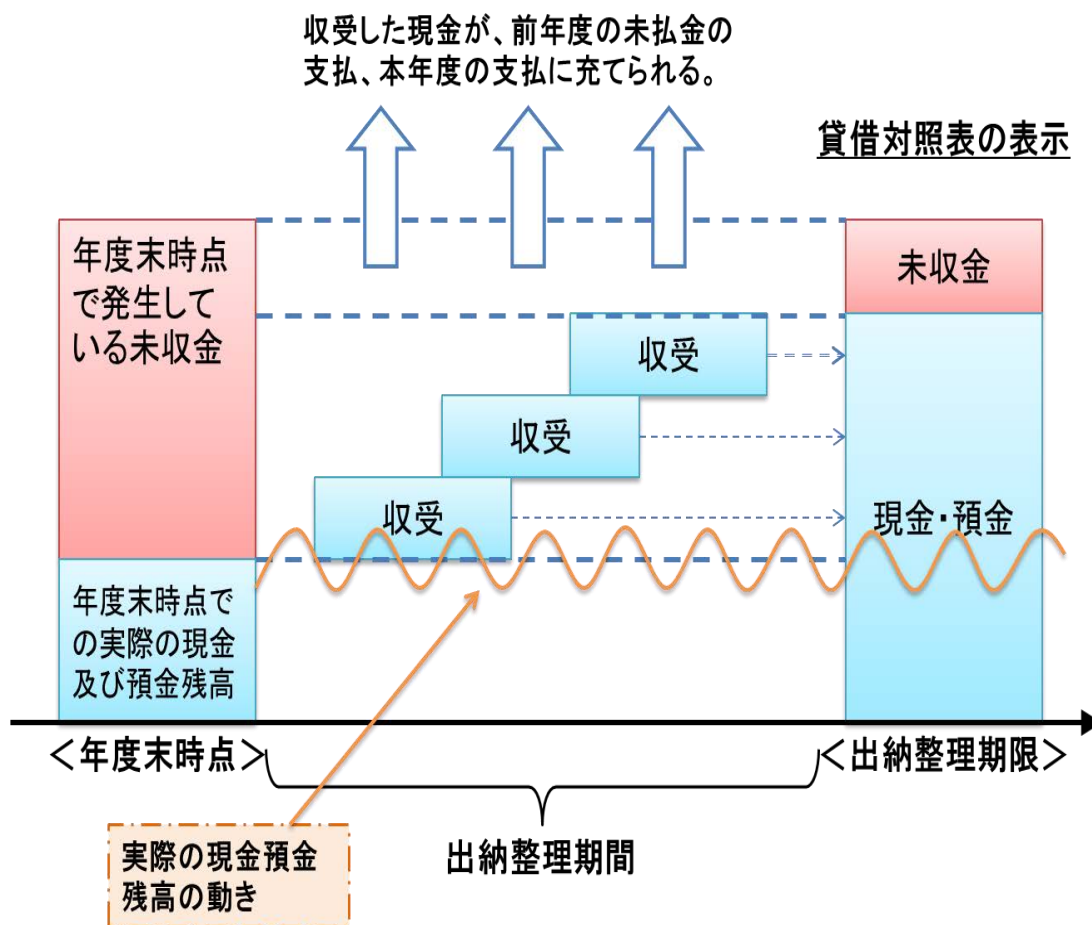 収受した現金が、前年度の未払金の
支払、本年度の支払に充てられる。
貸借対照表の表示
年度末時点
で発生して
いる未収金
未収金
収受
収受
収受
現金・預金
年度末時点で
の実際の現金
及び預金残高
＜年度末時点＞
＜出納整理期限＞
出納整理期間
実際の現金預金
残高の動き